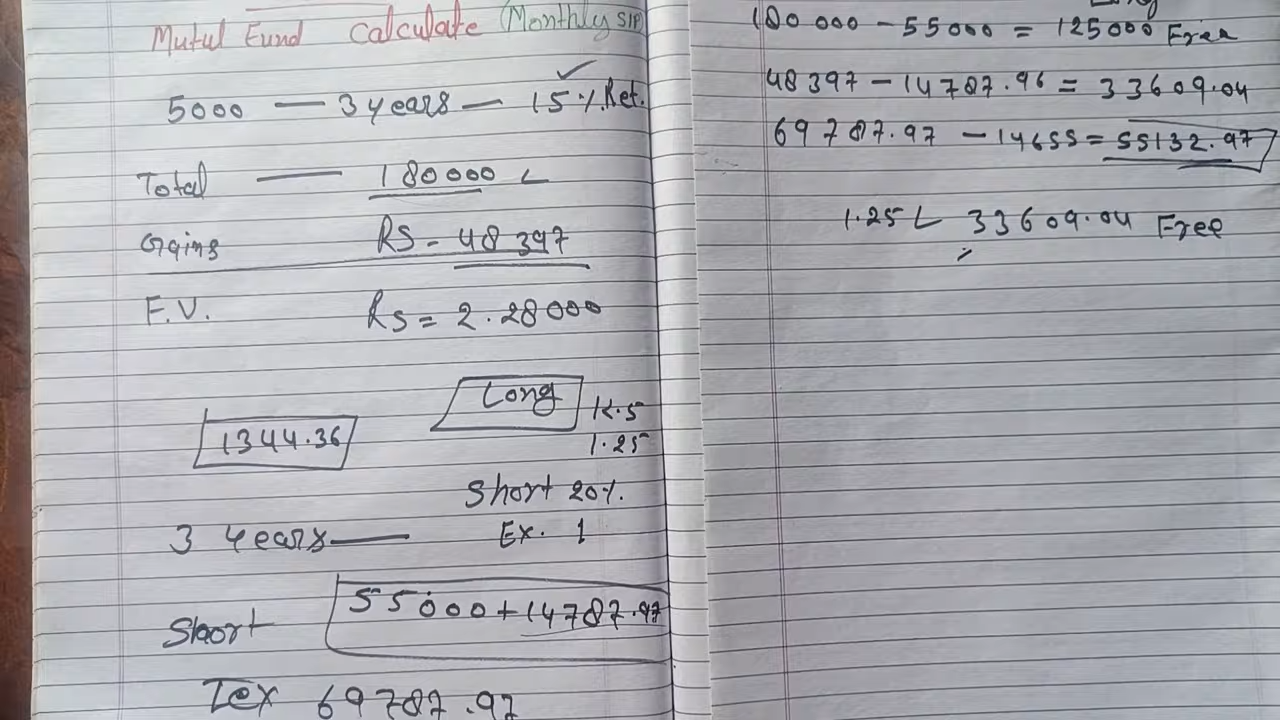 Mutul Fund Calculate (Monthly SIP
5000 — 3 years — 15% Ret.
Total — 180000 L
Gains RS - 48397
F.V. Rs = 2.28000
Long
12.5
1.25
1344.36
Short 20%.
3 years — Ex. 1
Short 55000+14787.97
Tex 69787.97
180000 - 55000 = 125000 Free
48397 - 14787.96 = 33609.04
69787.97 - 14655 = 55132.97
1.25 L 33609.04 Free